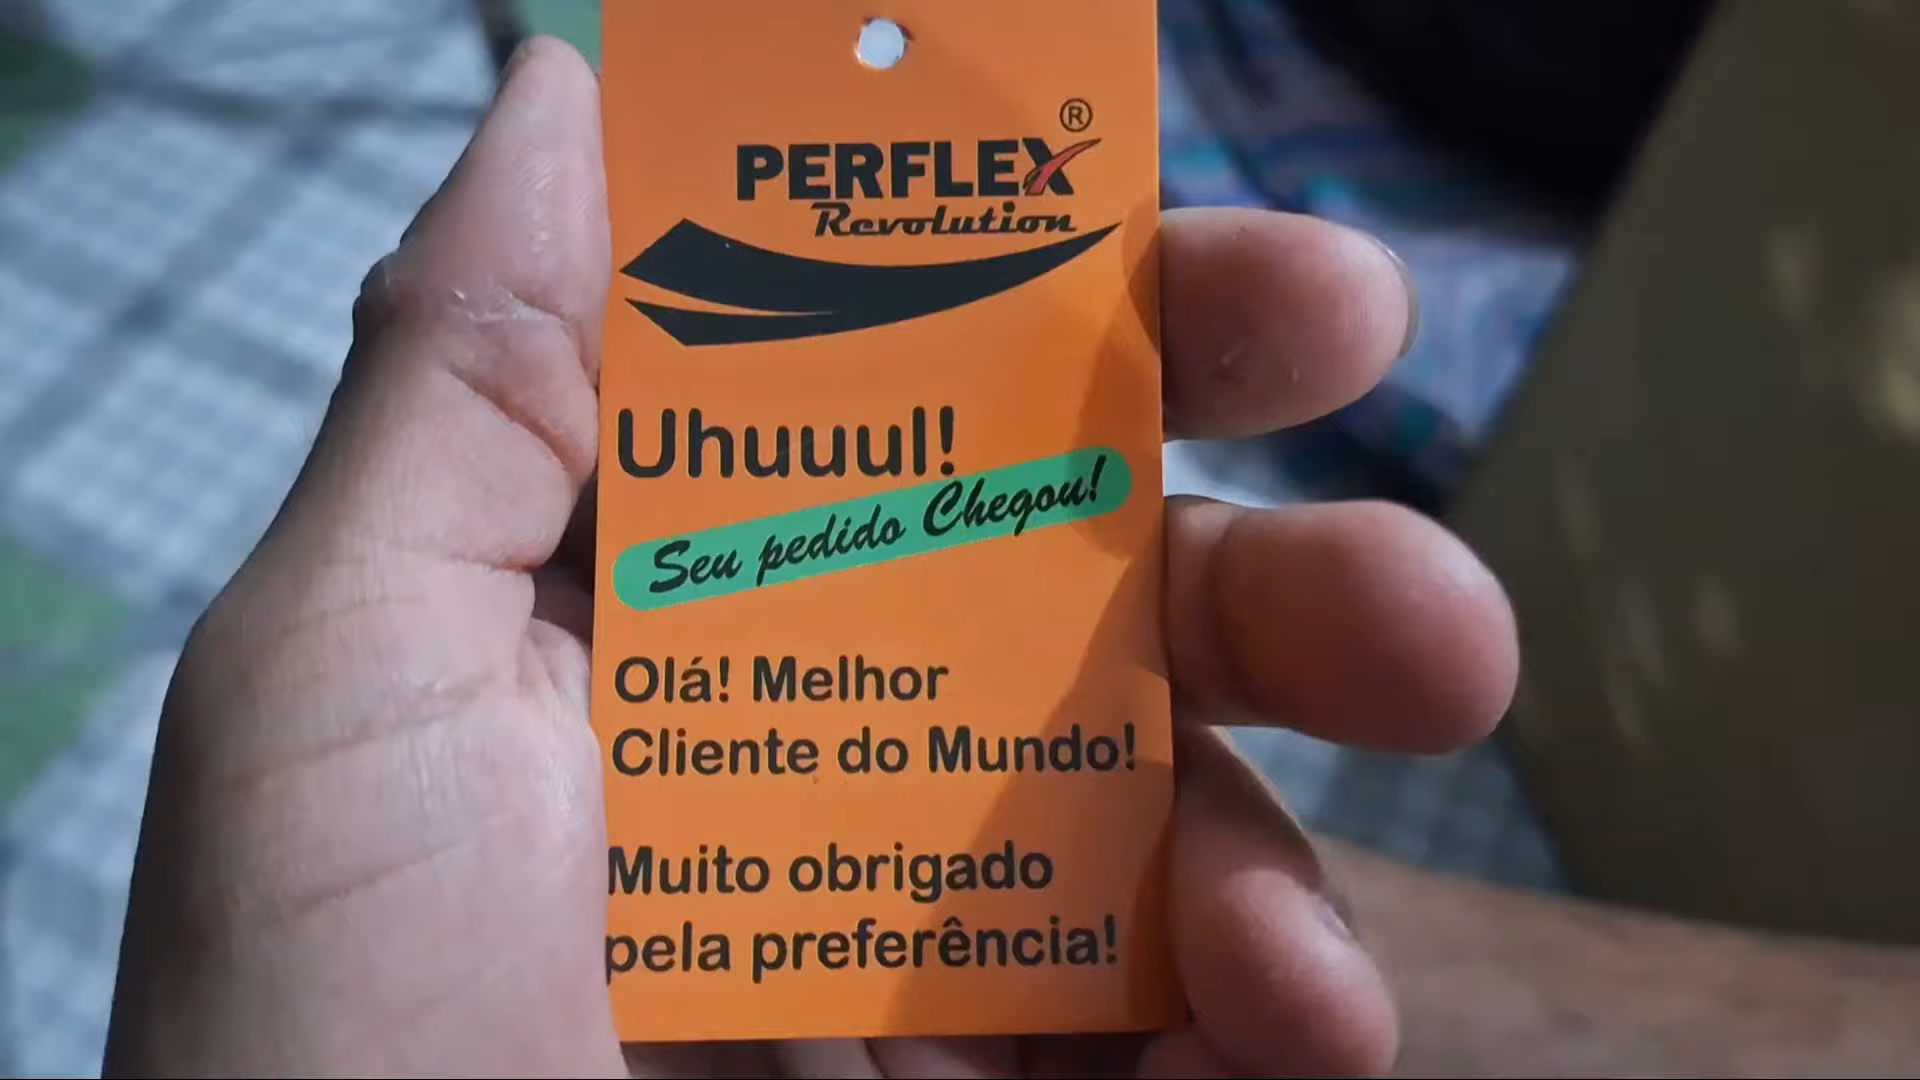 ®
PERFLEX
Revolution
Uhuuul!
Seu pedido Chegou!
Olá! Melhor
Cliente do Mundo!
Muito obrigado
pela preferência!